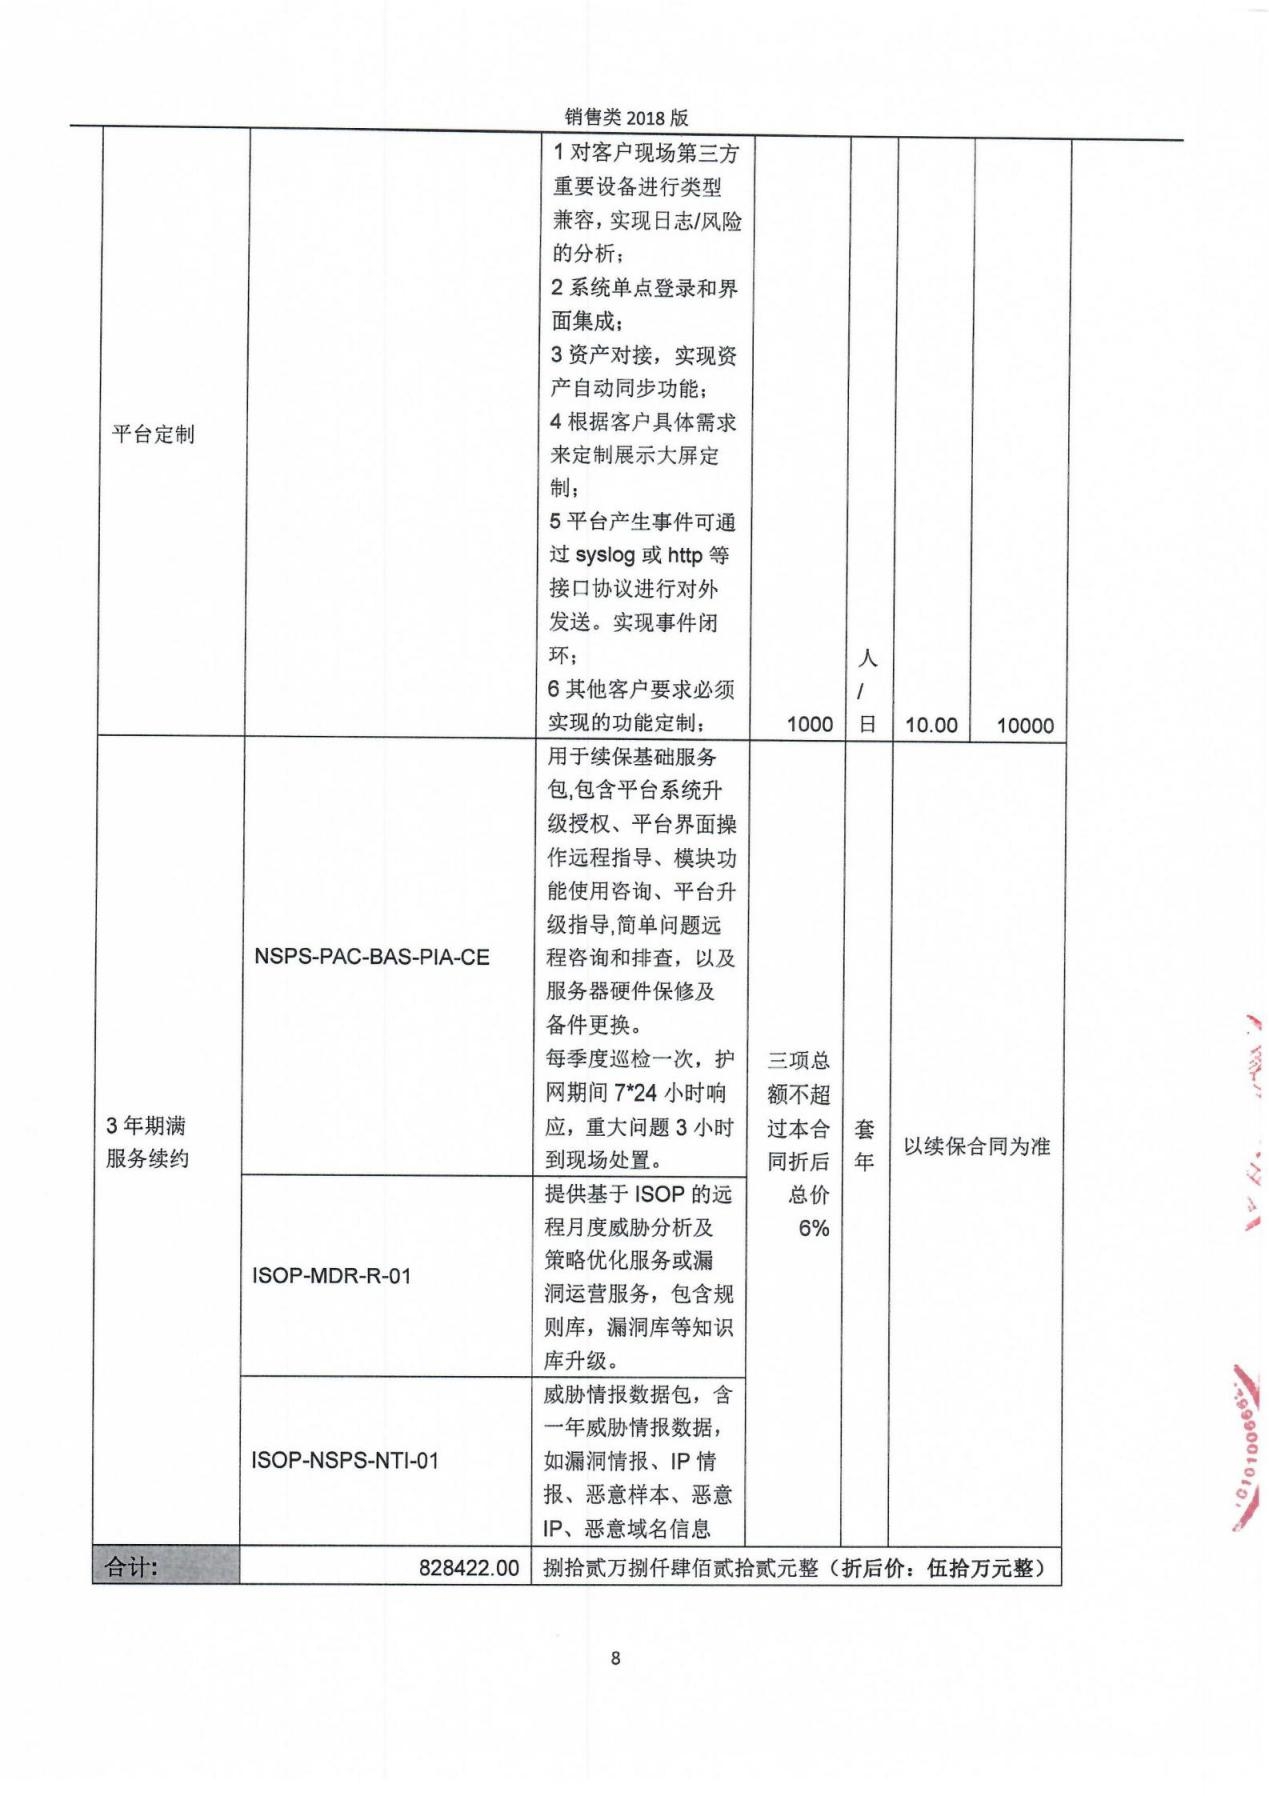 销售类 2018 版
平台定制
1 对客户现场第三方
重要设备进行类型
兼容，实现日志/风险
的分析；
2 系统单点登录和界
面集成；
3 资产对接，实现资
产自动同步功能；
4 根据客户具体需求
来定制展示大屏定
制；
5 平台产生事件可通
过 syslog 或 http 等
接口协议进行对外
发送。实现事件闭
环；
6 其他客户要求必须
实现的功能定制；
1000
人
/
日
10.00
10000
3 年期满
服务续约
NSPS-PAC-BAS-PIA-CE
用于续保基础服务
包,包含平台系统升
级授权、平台界面操
作远程指导、模块功
能使用咨询、平台升
级指导,简单问题远
程咨询和排查，以及
服务器硬件保修及
备件更换。
每季度巡检一次，护
网期间 7*24 小时响
应，重大问题 3 小时
到现场处置。
三项总
额不超
过本合
同折后
总价
6%
套
年
以续保合同为准
ISOP-MDR-R-01
提供基于 ISOP 的远
程月度威胁分析及
策略优化服务或漏
洞运营服务，包含规
则库，漏洞库等知识
库升级。
ISOP-NSPS-NTI-01
威胁情报数据包，含
一年威胁情报数据，
如漏洞情报、IP 情
报、恶意样本、恶意
IP、恶意域名信息
合计:
828422.00
捌拾贰万捌仟肆佰贰拾贰元整（折后价：伍拾万元整）
8